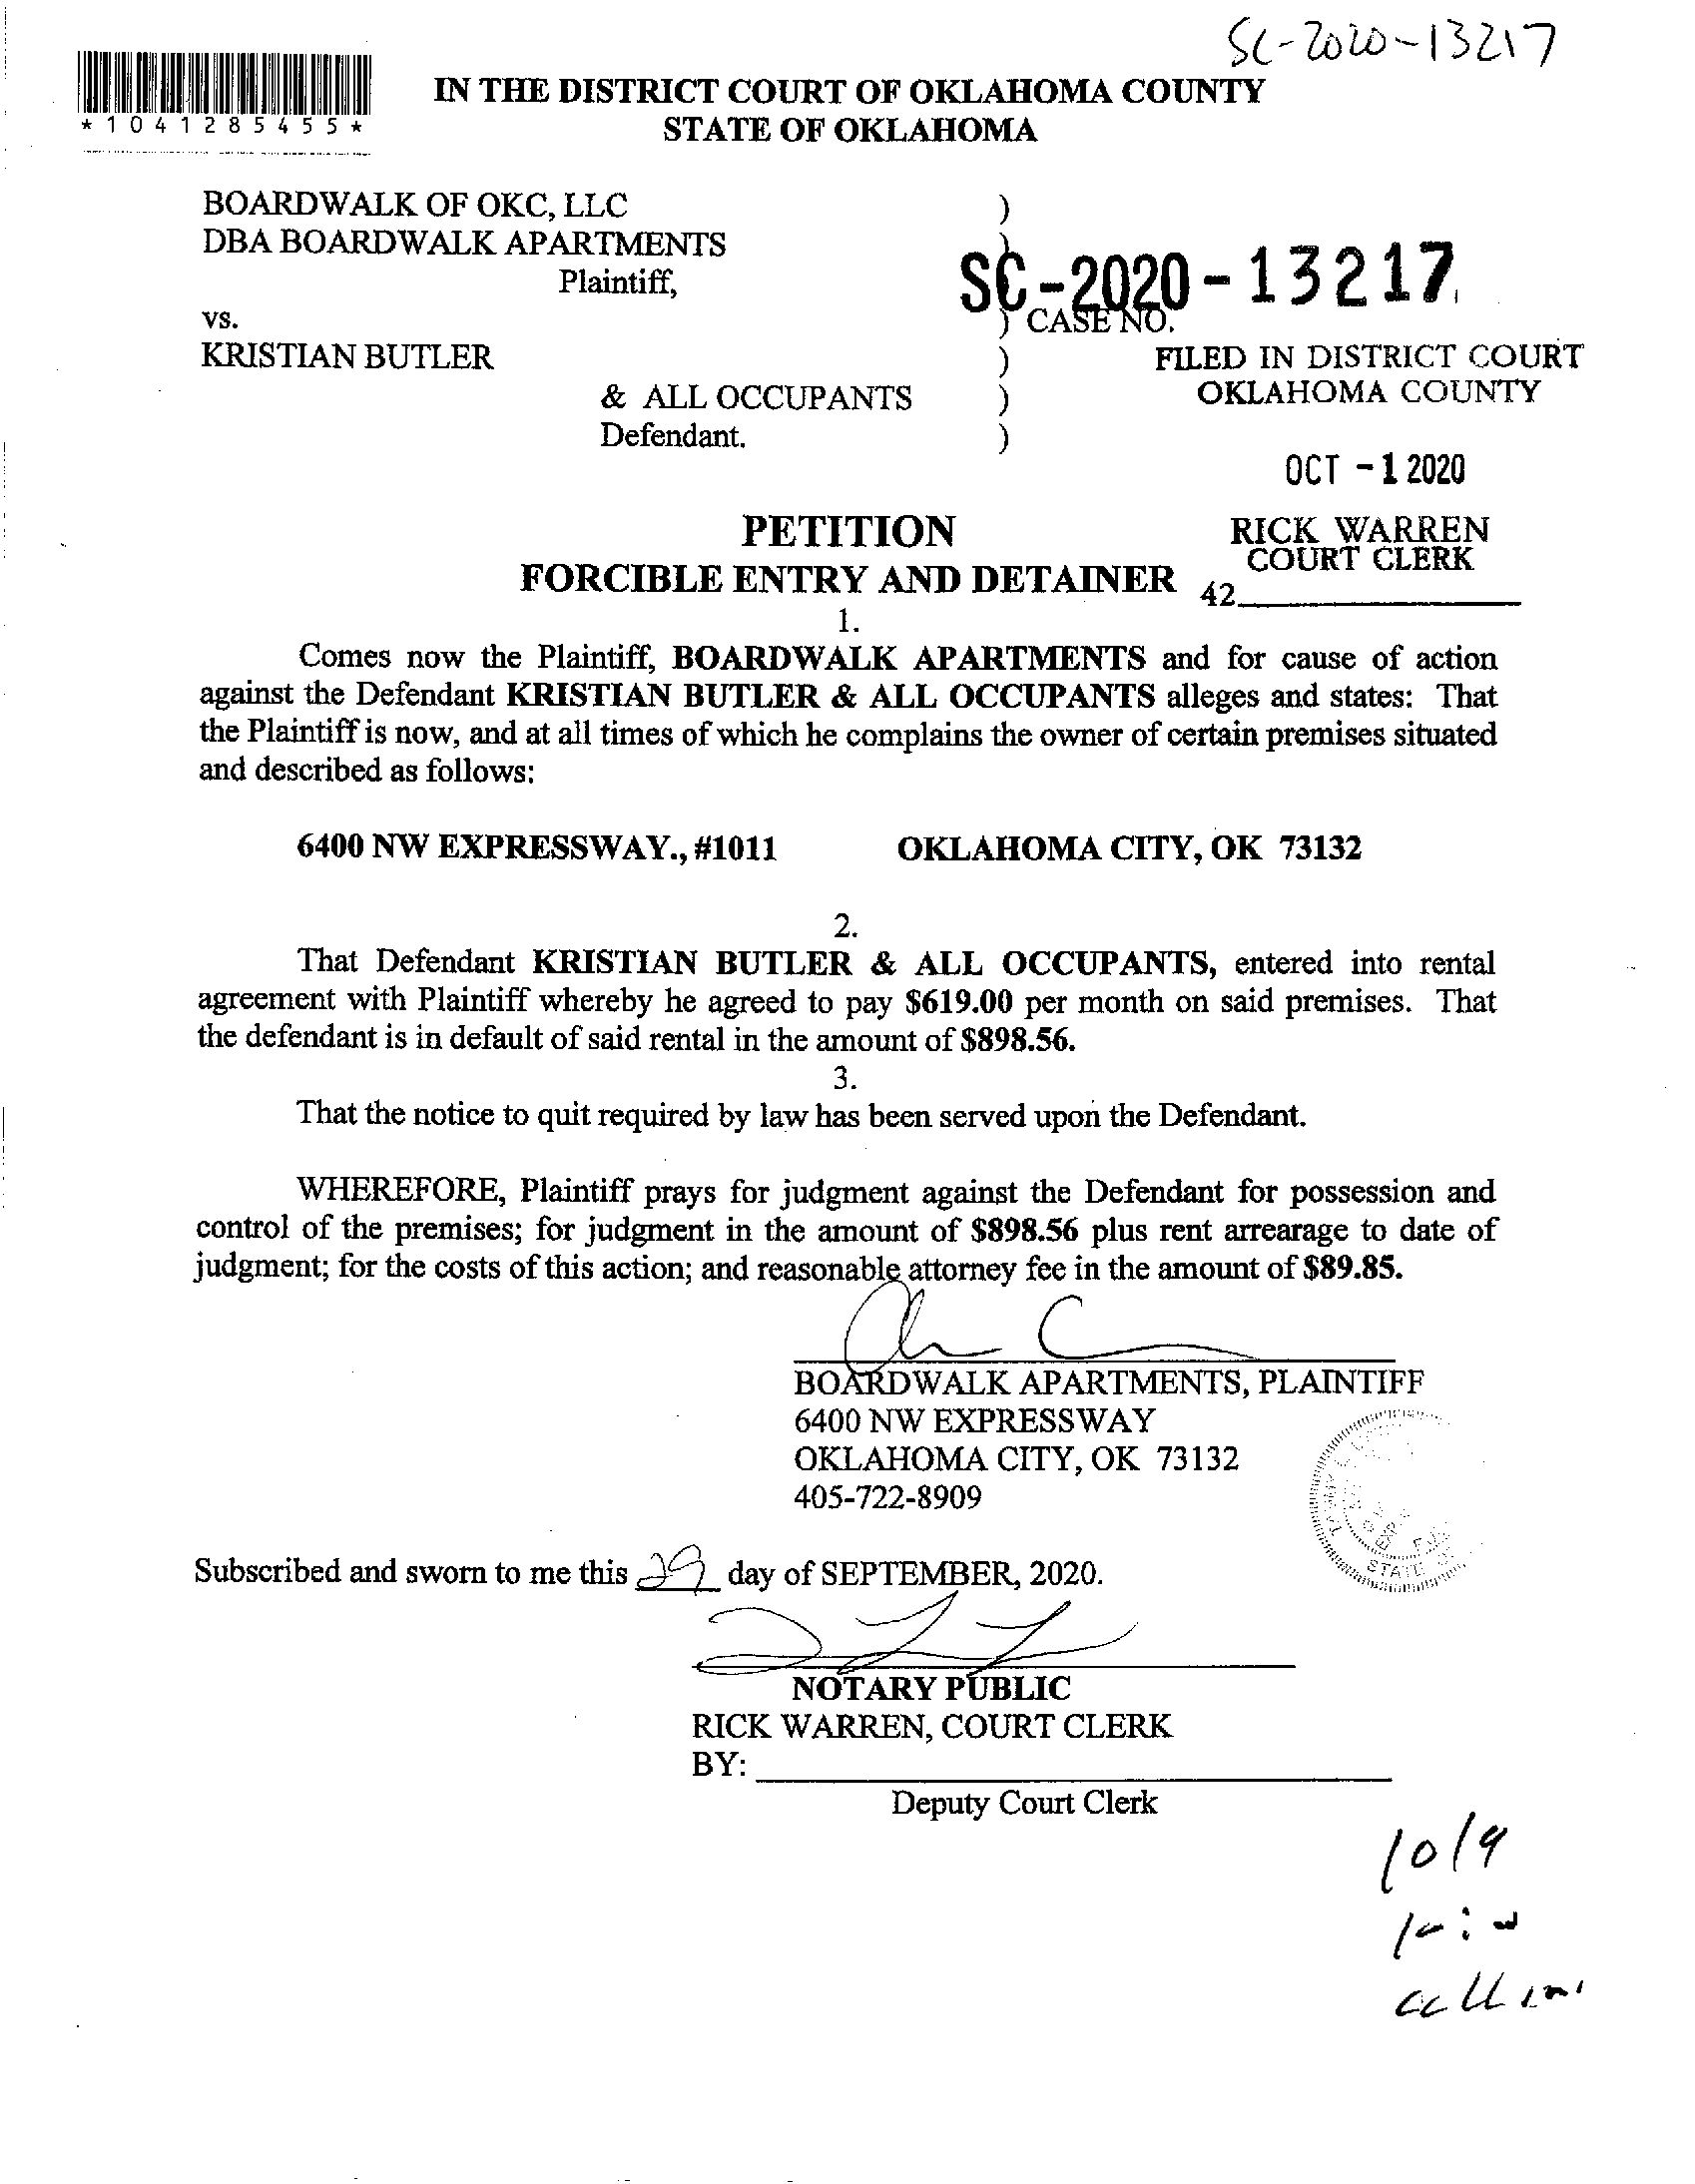 SC-2020-13217
*1041285455*
IN THE DISTRICT COURT OF OKLAHOMA COUNTY
STATE OF OKLAHOMA
BOARDWALK OF OKC, LLC )
DBA BOARDWALK APARTMENTS )
Plaintiff,
SC-2020-13217
vs. ) CASE NO.
KRISTIAN BUTLER )
& ALL OCCUPANTS )
Defendant. )
FILED IN DISTRICT COURT
OKLAHOMA COUNTY
OCT -1 2020
RICK WARREN
COURT CLERK
42
PETITION
FORCIBLE ENTRY AND DETAINER
1.
Comes now the Plaintiff, BOARDWALK APARTMENTS and for cause of action
against the Defendant KRISTIAN BUTLER & ALL OCCUPANTS alleges and states: That
the Plaintiff is now, and at all times of which he complains the owner of certain premises situated
and described as follows:
6400 NW EXPRESSWAY., #1011 OKLAHOMA CITY, OK 73132
2.
That Defendant KRISTIAN BUTLER & ALL OCCUPANTS, entered into rental
agreement with Plaintiff whereby he agreed to pay $619.00 per month on said premises. That
the defendant is in default of said rental in the amount of $898.56.
3.
That the notice to quit required by law has been served upon the Defendant.
WHEREFORE, Plaintiff prays for judgment against the Defendant for possession and
control of the premises; for judgment in the amount of $898.56 plus rent arrearage to date of
judgment; for the costs of this action; and reasonable attorney fee in the amount of $89.85.
BOARDWALK APARTMENTS, PLAINTIFF
6400 NW EXPRESSWAY
OKLAHOMA CITY, OK 73132
405-722-8909
STATE
Subscribed and sworn to me this 29 day of SEPTEMBER, 2020.
NOTARY PUBLIC
RICK WARREN, COURT CLERK
BY:
Deputy Court Clerk
10/9